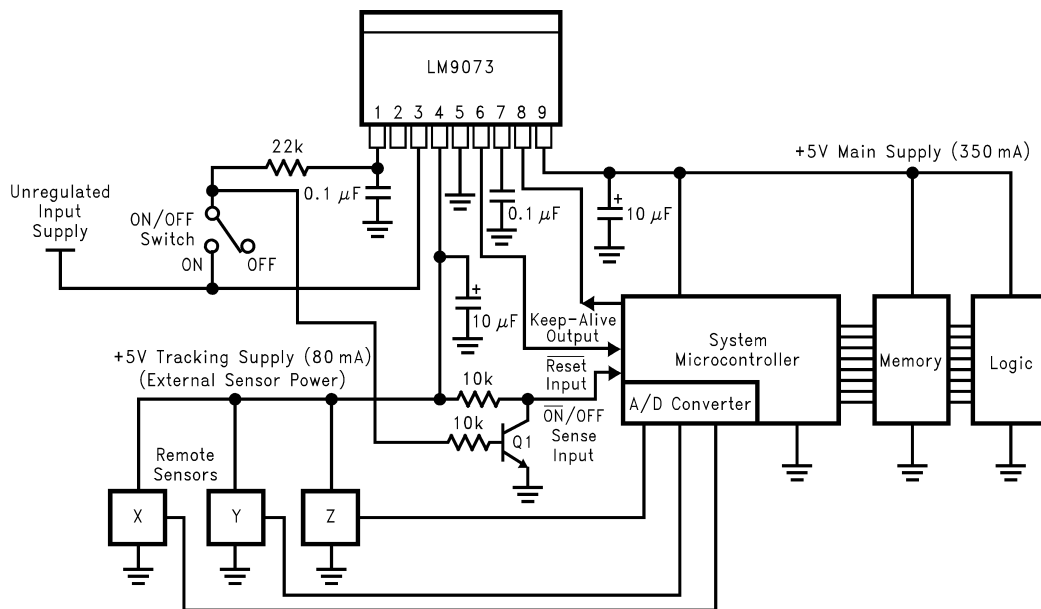 LM9073
1 2 3 4 5 6 7 8 9
22k
+5V Main Supply (350 mA)
Unregulated
Input
Supply
0.1 μF
0.1 μF
+
10 μF
ON/OFF
Switch
ON
OFF
+
10 μF
Keep-Alive
Output
System
Microcontroller
Memory
Logic
+5V Tracking Supply (80 mA)
(External Sensor Power)
Reset
Input
10k
A/D Converter
10k
Q1
ON/OFF
Sense
Input
Remote
Sensors
X
Y
Z